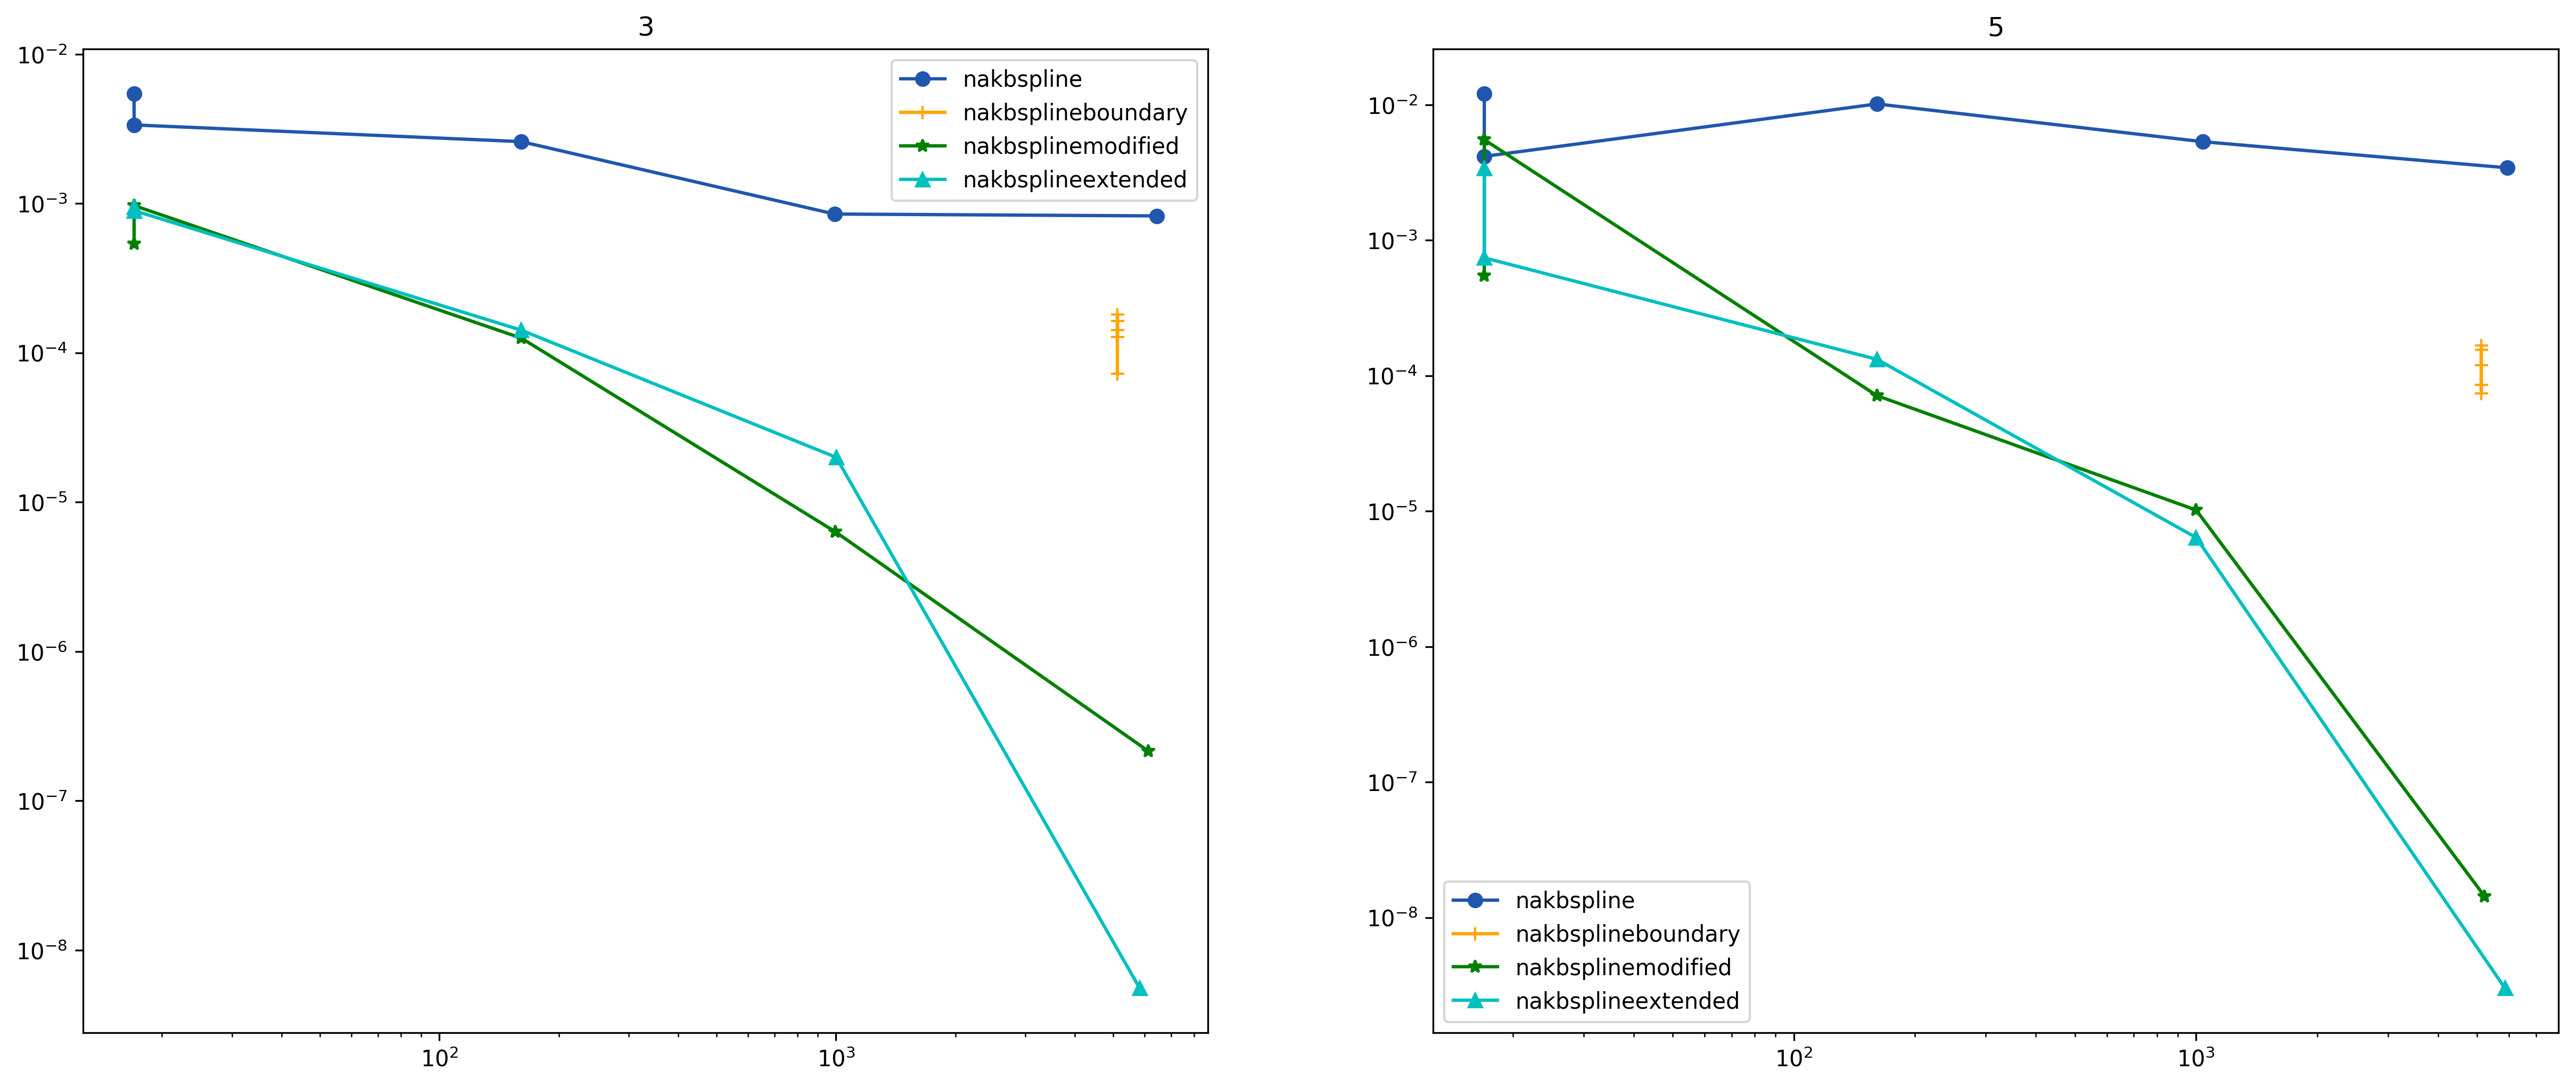 3
10⁻²
10⁻³
10⁻⁴
10⁻⁵
10⁻⁶
10⁻⁷
10⁻⁸
10²
10³
nakbspline
nakbsplineboundary
nakbsplinemodified
nakbsplineextended
5
10⁻²
10⁻³
10⁻⁴
10⁻⁵
10⁻⁶
10⁻⁷
10⁻⁸
10²
10³
nakbspline
nakbsplineboundary
nakbsplinemodified
nakbsplineextended